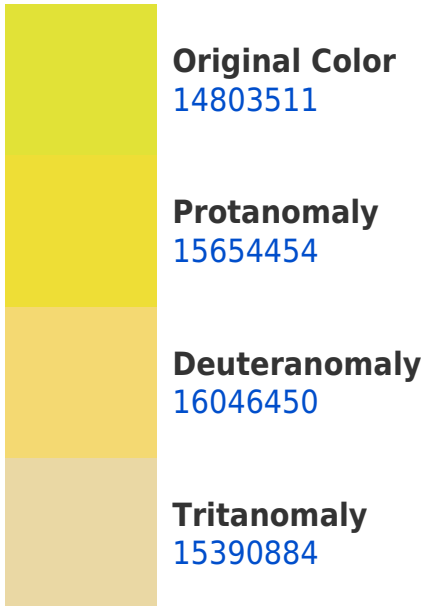 Original Color
14803511
Protanomaly
15654454
Deuteranomaly
16046450
Tritanomaly
15390884